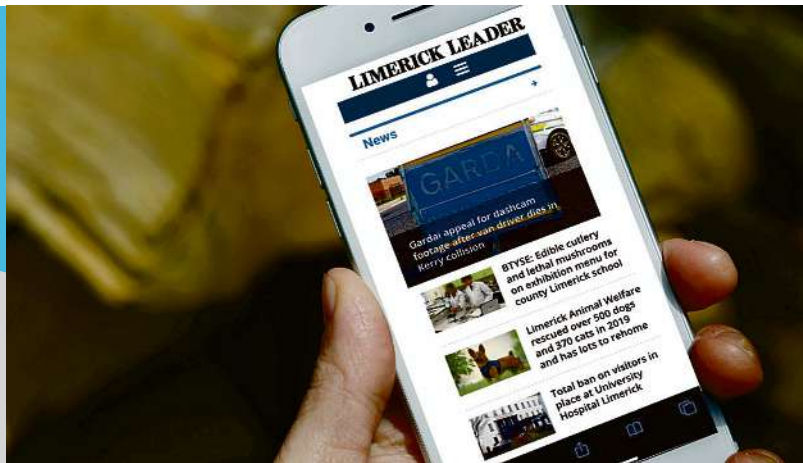 LIMERICK LEADER
News
GARDA
Gardaí appeal for dashcam
footage after van driver dies in
Kerry collision
BTYSE: Edible cutlery
and lethal mushrooms
on exhibition menu for
county Limerick school
Limerick Animal Welfare
rescued over 500 dogs
and 370 cats in 2019
and has lots to rehome
Total ban on visitors in
place at University
Hospital Limerick